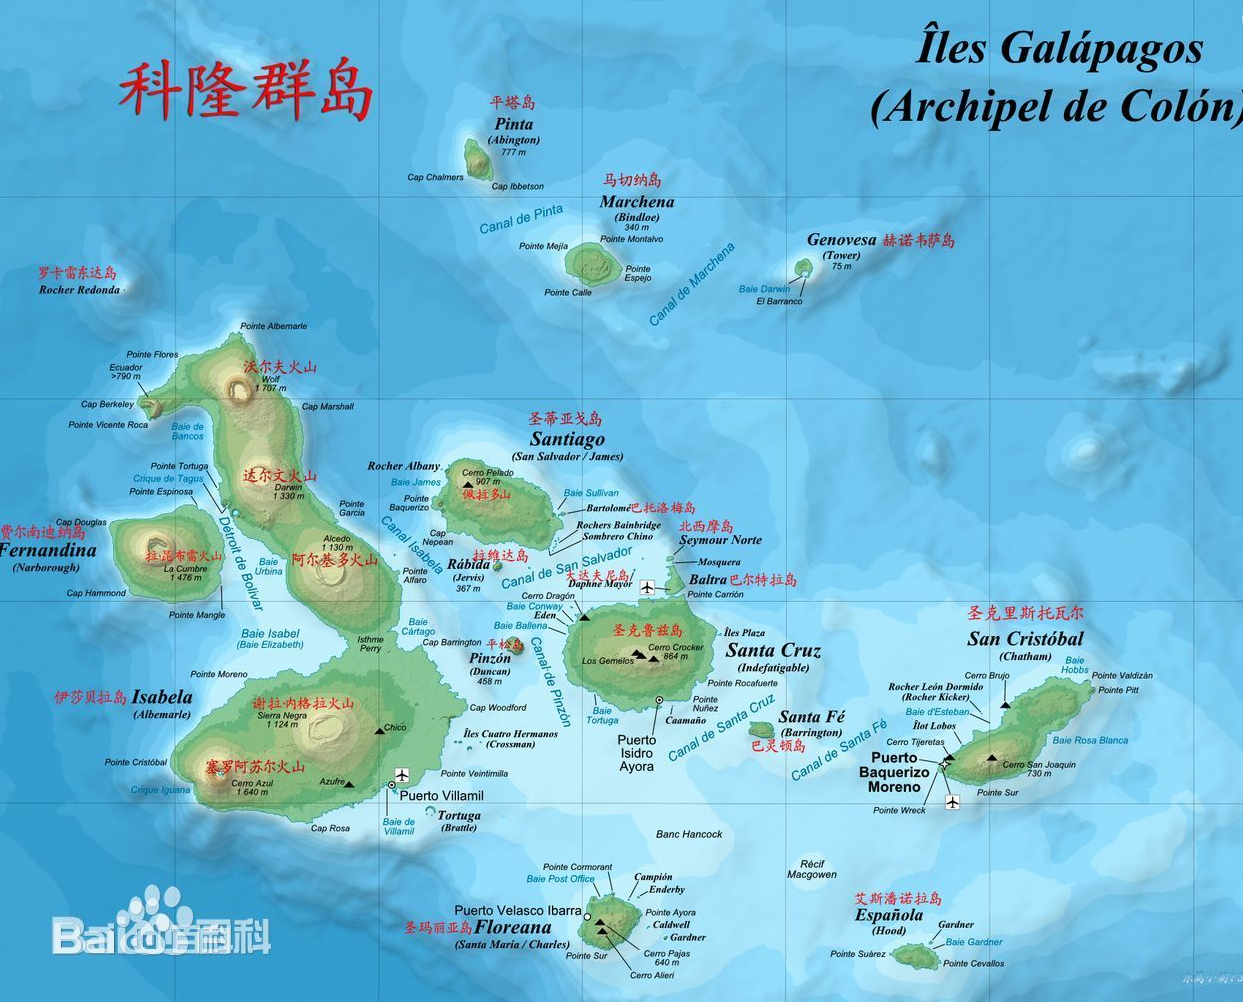 科隆群岛
Îles Galápagos
(Archipel de Colón)
平塔岛
Pinta
(Abington)
777 m
Cap Chalmers
Cap Ibbetson
Canal de Pinta
马切纳岛
Marchena
(Bindloe)
340 m
Pointe Montalvo
Pointe Mejía
Pointe
Espejo
Pointe Calle
Canal de Marchena
Genovesa 赫诺韦萨岛
(Tower)
75 m
Baie Darwin
El Barranco
罗卡雷东达岛
Rocher Redonda
Pointe Albemarle
Pointe Flores
Ecuador
>790 m
沃尔夫火山
Wolf
1 707 m
Cap Berkeley
Cap Marshall
Pointe Vicente Roca
Baie de
Bancos
Pointe Tortuga
Crique de Tagus
Pointe Espinosa
达尔文火山
Darwin
1 330 m
Pointe
Garcia
Cap Douglas
费尔南迪纳岛
Fernandina
(Narborough)
拉昆布雷火山
La Cumbre
1 476 m
Cap Hammond
Pointe Mangle
Détroit de Bolivar
Alcedo
1 130 m
阿尔基多火山
Baie
Urbina
Baie Isabel
(Baie Elizabeth)
Isthme
Perry
Pointe
Alfaro
Baie
Cártago
Cap Barrington
Canal Isabela
圣蒂亚戈岛
Santiago
(San Salvador / James)
Rocher Albany
Cerro Pelado
907 m
佩拉多山
Baie James
Pointe
Baquerizo
Cap
Nepean
Baie Sullivan
Bartolomé 巴托洛梅岛
Rochers Bainbridge
Sombrero Chino
北西摩岛
Seymour Norte
Mosquera
Baltra 巴尔特拉岛
Pointe Carrión
拉维达岛
Rábida
(Jervis)
367 m
Canal de San Salvador
大达夫尼岛
Daphne Mayor
Cerro Dragón
Baie Conway
Eden
Baie Ballena
圣克鲁兹岛
Cerro Crocker
864 m
Los Gemelos
Îles Plaza
Santa Cruz
(Indefatigable)
Pointe Rocafuerte
Pointe
Nuñez
Caamaño
Baie
Tortuga
Puerto
Isidro
Ayora
平松岛
Pinzón
(Duncan)
458 m
Canal de Pinzón
Canal de Santa Cruz
Santa Fé
(Barrington)
巴灵顿岛
Canal de Santa Fé
圣克里斯托瓦尔
San Cristóbal
(Chatham)
Baie
Hobbs
Cerro Brujo
Pointe Valdizán
Pointe Pitt
Rocher León Dormido
(Rocher Kicker)
Baie d'Esteban
Îlot Lobos
Cerro Tijeretas
Baie Rosa Blanca
Puerto
Baquerizo
Moreno
Cerro San Joaquin
730 m
Pointe Sur
Pointe Wreck
Pointe Moreno
伊莎贝拉岛 Isabela
(Albemarle)
谢拉内格拉火山
Sierra Negra
1 124 m
Chico
Cap Woodford
Îles Cuatro Hermanos
(Crossman)
Pointe Cristóbal
塞罗阿苏尔火山
Cerro Azul
1 640 m
Azufre
Crique Iguana
Pointe Veintimilla
Puerto Villamil
Tortuga
(Brattle)
Cap Rosa
Baie de
Villamil
Banc Hancock
Récif
Macgowen
Pointe Cormorant
Baie Post Office
Campión
Enderby
Puerto Velasco Ibarra
圣玛丽亚岛 Floreana
(Santa María / Charles)
Pointe Ayora
Caldwell
Gardner
Pointe Sur
Cerro Pajas
640 m
Cerro Alieri
艾斯潘诺拉岛
Española
(Hood)
Gardner
Baie Gardner
Pointe Suárez
Pointe Cevallos
Baidu百科